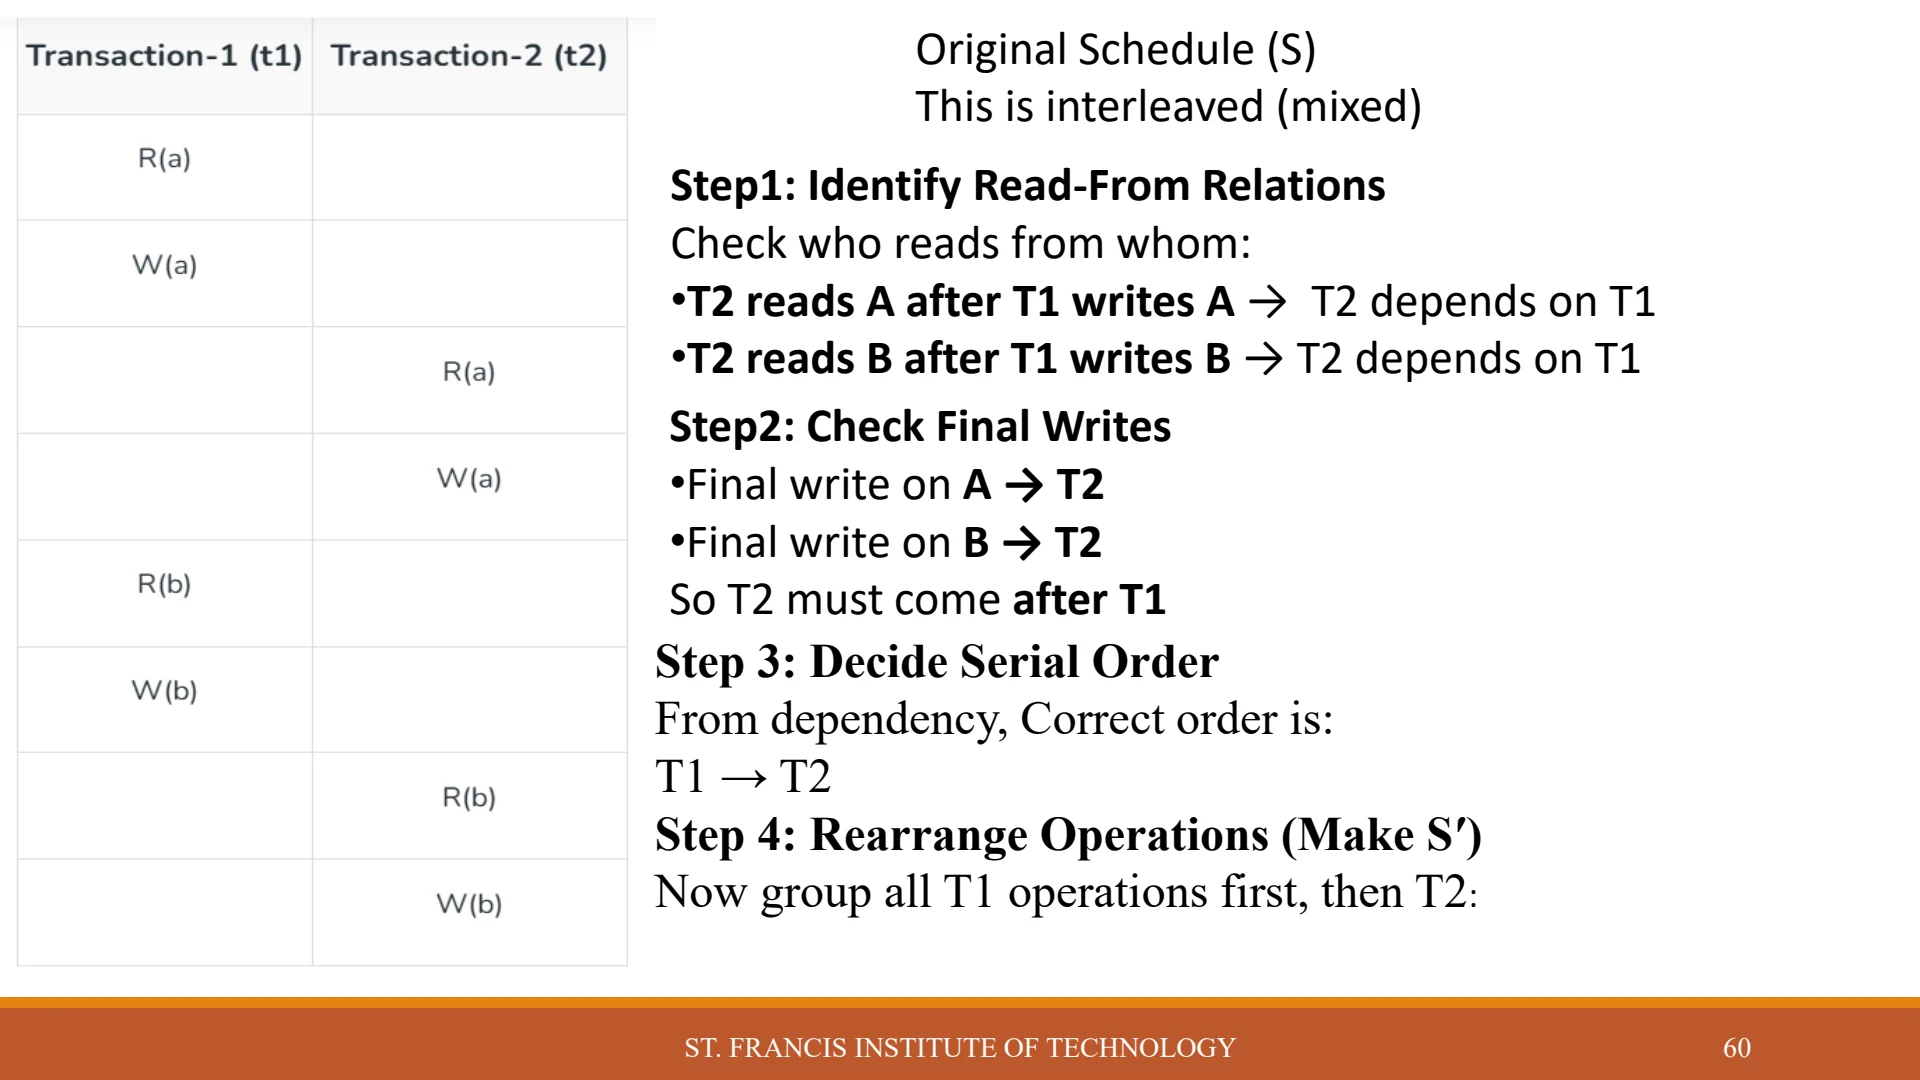 Transaction-1 (t1) Transaction-2 (t2)
R(a)
W(a)
R(a)
W(a)
R(b)
W(b)
R(b)
W(b)
Original Schedule (S)
This is interleaved (mixed)
Step1: Identify Read-From Relations
Check who reads from whom:
•T2 reads A after T1 writes A → T2 depends on T1
•T2 reads B after T1 writes B → T2 depends on T1
Step2: Check Final Writes
•Final write on A → T2
•Final write on B → T2
So T2 must come after T1
Step 3: Decide Serial Order
From dependency, Correct order is:
T1 → T2
Step 4: Rearrange Operations (Make S′)
Now group all T1 operations first, then T2:
ST. FRANCIS INSTITUTE OF TECHNOLOGY
60